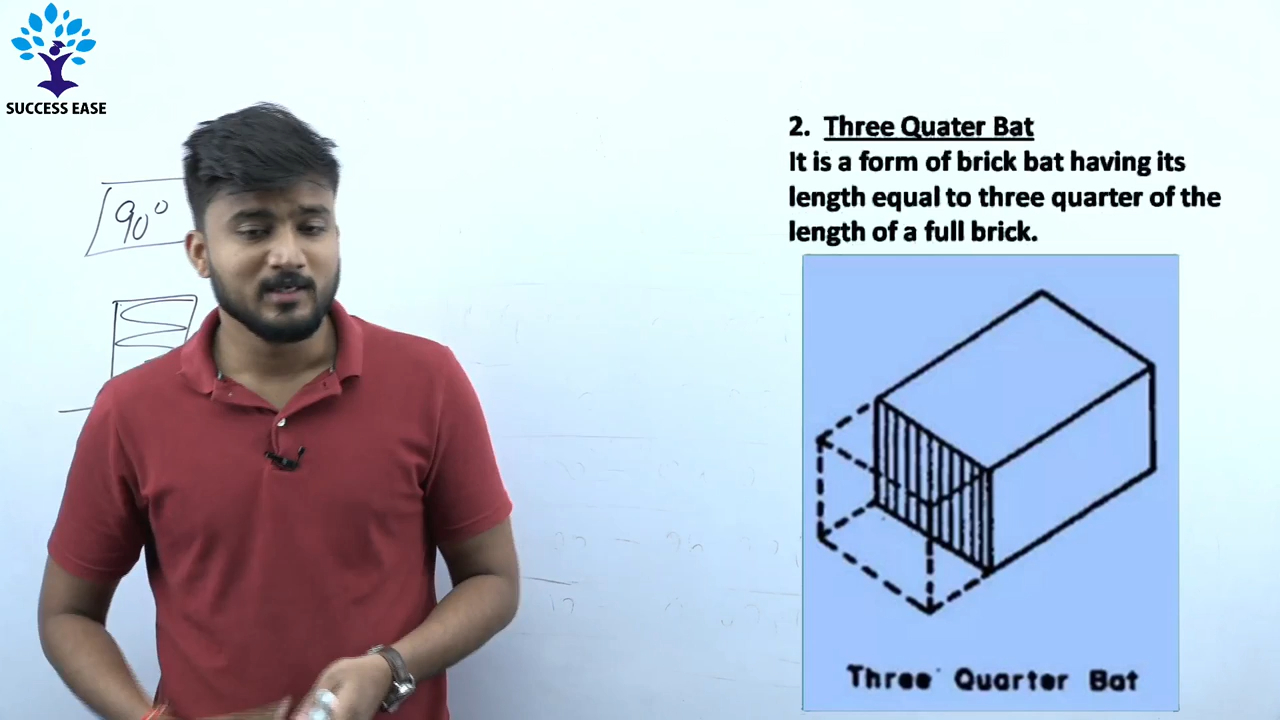 SUCCESS EASE
90°
2. Three Quater Bat
It is a form of brick bat having its
length equal to three quarter of the
length of a full brick.
Three Quarter Bat